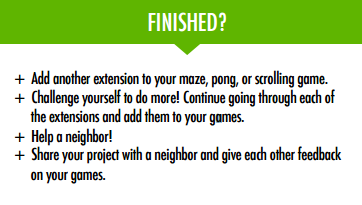 FINISHED?
+ Add another extension to your maze, pong, or scrolling game.
+ Challenge yourself to do more! Continue going through each of
the extensions and add them to your games.
+ Help a neighbor!
+ Share your project with a neighbor and give each other feedback
on your games.